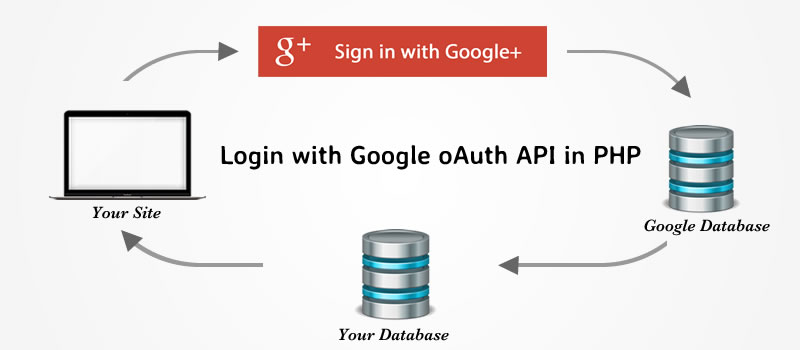 g+ Sign in with Google+
Login with Google oAuth API in PHP
Your Site
Google Database
Your Database